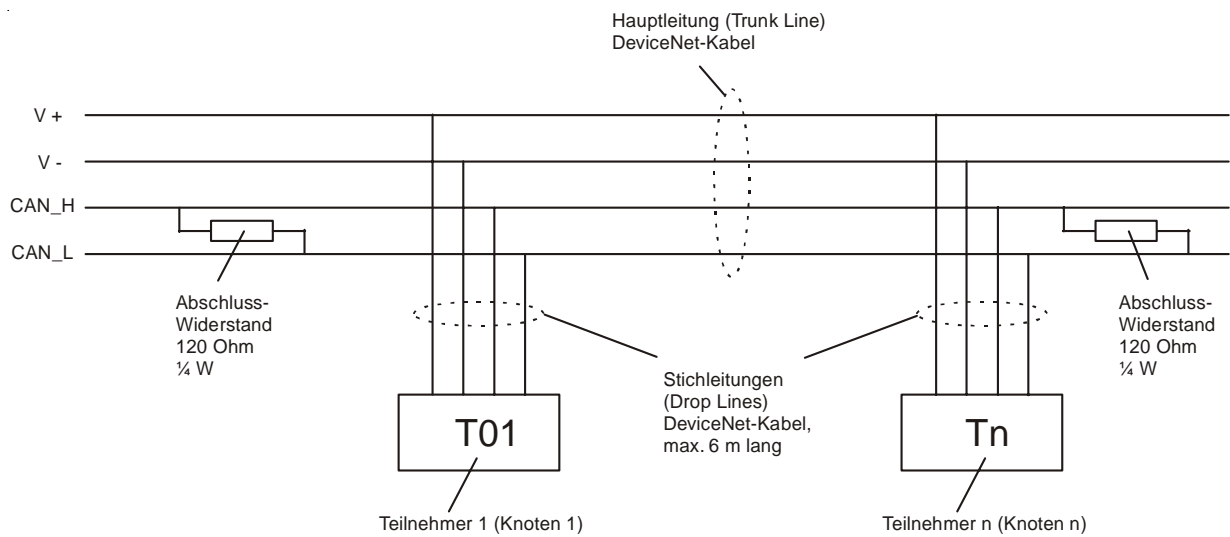 Hauptleitung (Trunk Line)
DeviceNet-Kabel
V +
V -
CAN_H
CAN_L
Abschluss-
Widerstand
120 Ohm
¼ W
Abschluss-
Widerstand
120 Ohm
¼ W
Stichleitungen
(Drop Lines)
DeviceNet-Kabel,
max. 6 m lang
T01
Tn
Teilnehmer 1 (Knoten 1)
Teilnehmer n (Knoten n)